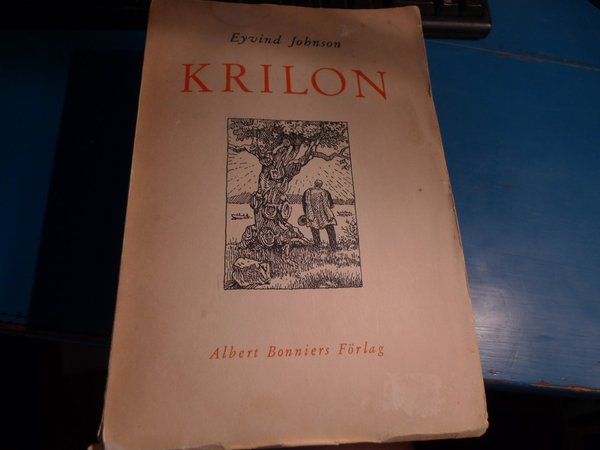 Eyvind Johnson
KRILON
Albert Bonniers Förlag